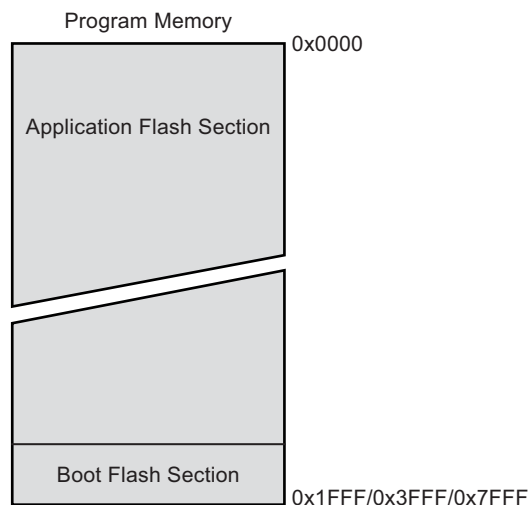 Program Memory
0x0000
Application Flash Section
Boot Flash Section
0x1FFF/0x3FFF/0x7FFF